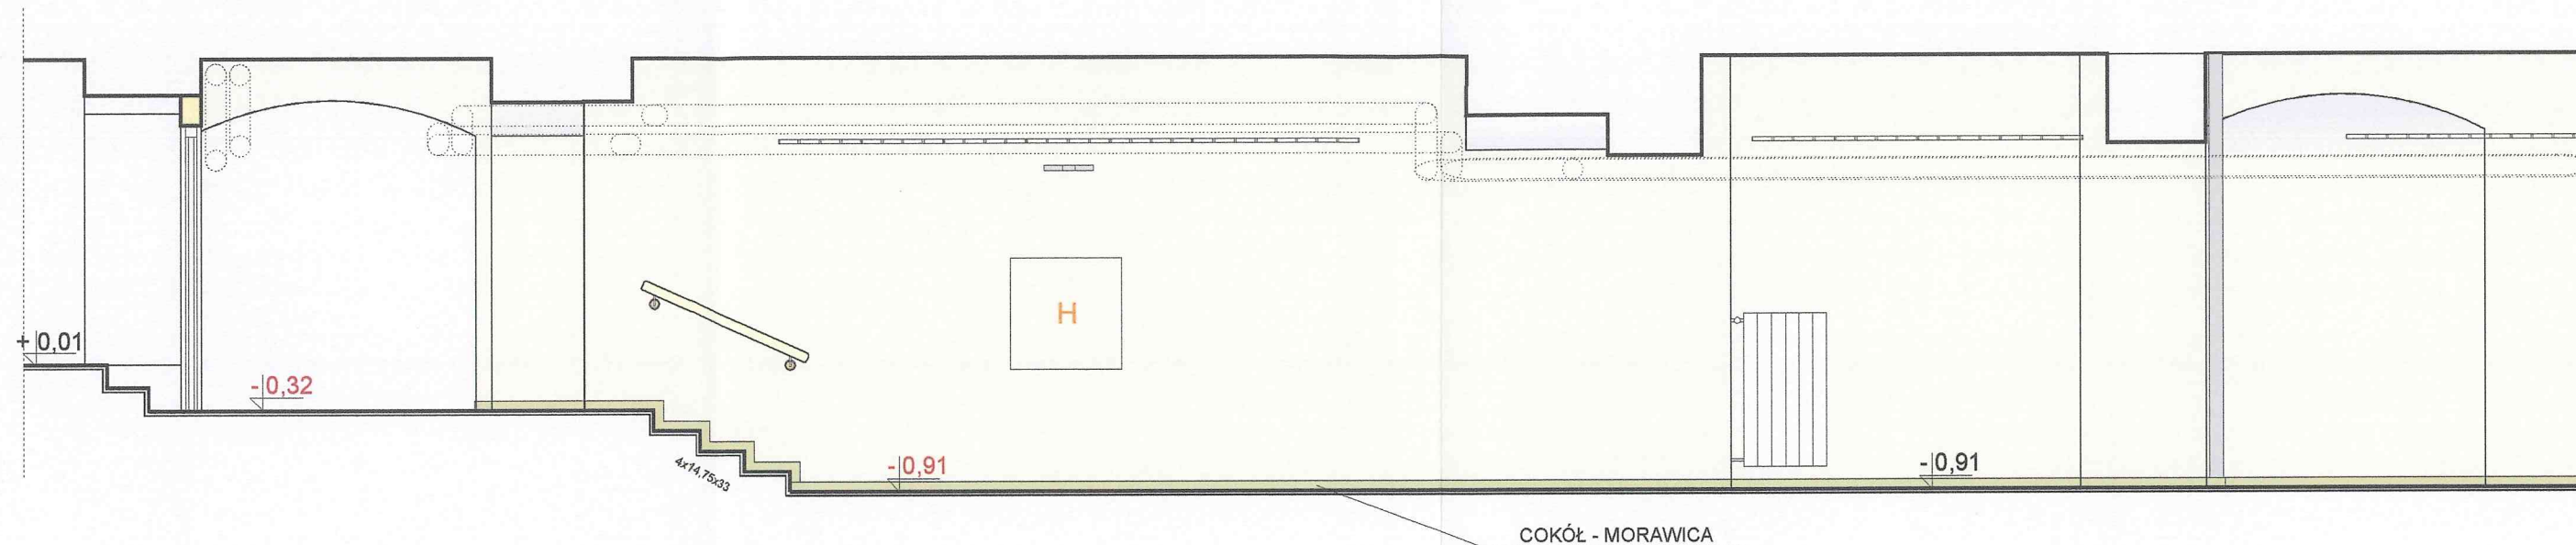 + 0,01
- 0,32
H
4x14,75x33
- 0,91
- 0,91
COKÓŁ - MORAWICA